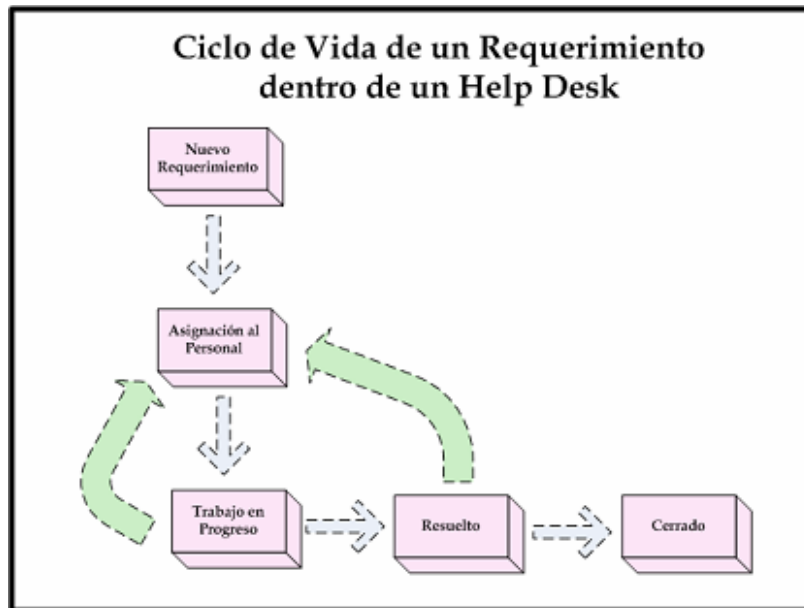 Ciclo de Vida de un Requerimiento
dentro de un Help Desk
Nuevo
Requerimiento
Asignación al
Personal
Trabajo en
Progreso
Resuelto
Cerrado